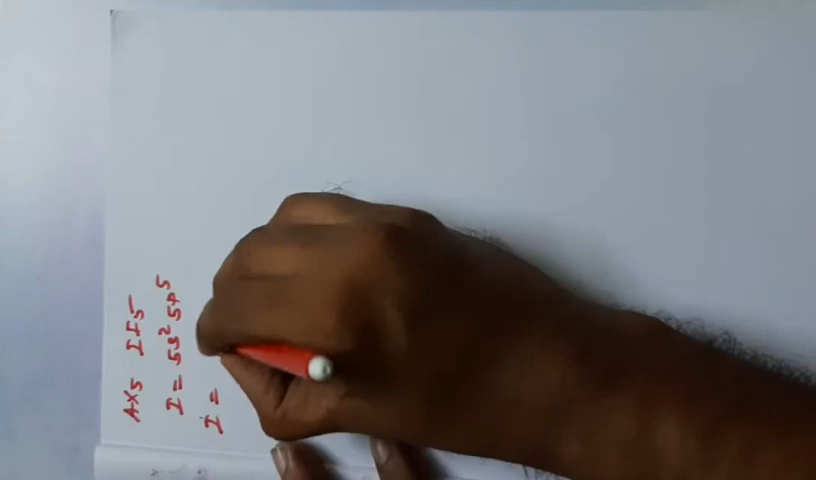 AX5 IF5
I = 5s² 5p⁵
I =